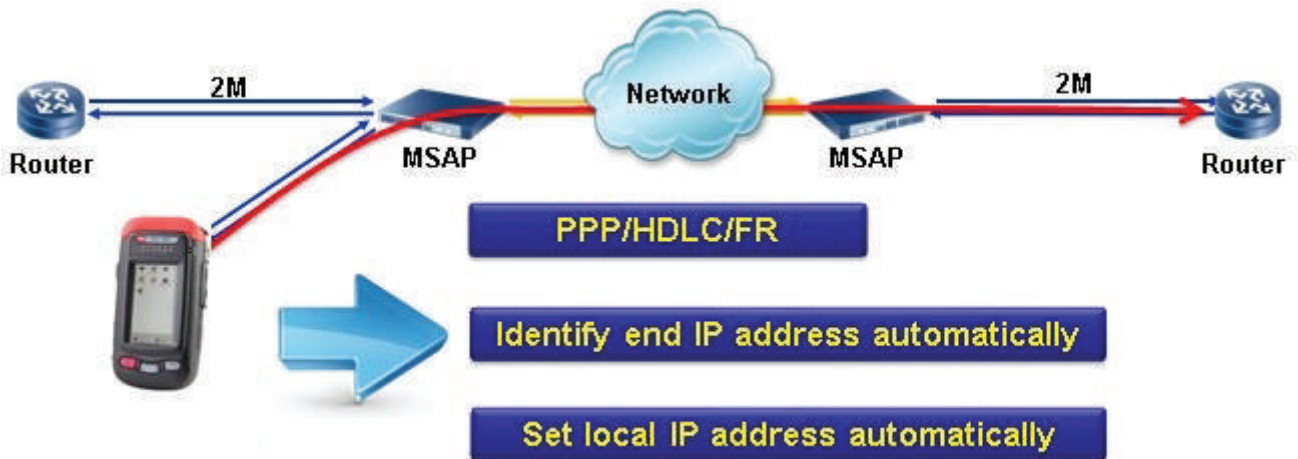 2M
Network
2M
MSAP
MSAP
Router
Router
PPP/HDLC/FR
Identify end IP address automatically
Set local IP address automatically